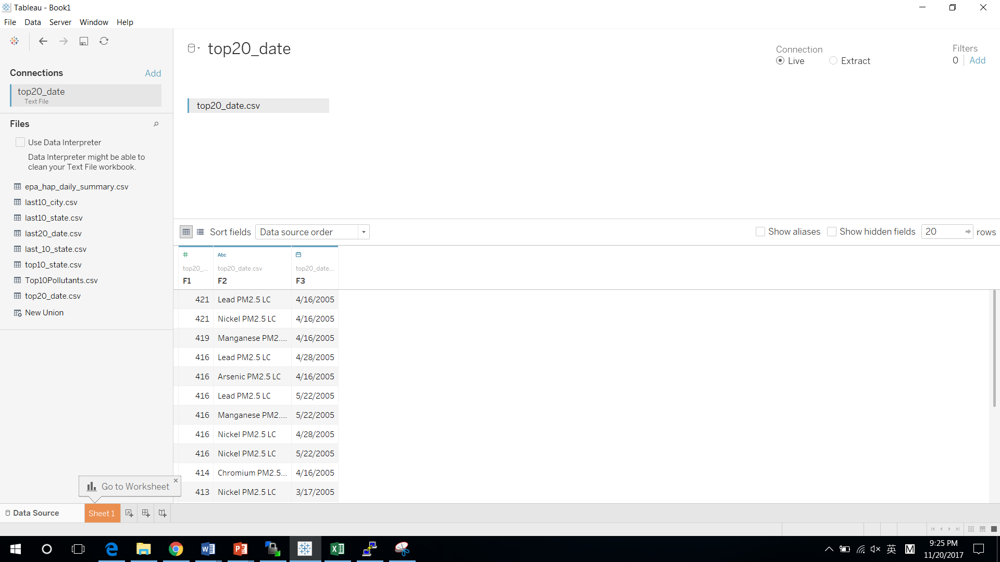 Tableau - Book1
File Data Server Window Help
top20_date
Connection
Live Extract
Filters
0 Add
Connections Add
top20_date
Text File
top20_date.csv
Files
Use Data Interpreter
Data Interpreter might be able to
clean your Text File workbook.
epa_hap_daily_summary.csv
last10_city.csv
last10_state.csv
last20_date.csv
last_10_state.csv
top10_state.csv
Top10Pollutants.csv
top20_date.csv
New Union
Sort fields Data source order Show aliases Show hidden fields 20 rows
# Abc
top20_... top20_date.csv top20_date...
F1 F2 F3
421 Lead PM2.5 LC 4/16/2005
421 Nickel PM2.5 LC 4/16/2005
419 Manganese PM2.... 4/16/2005
416 Lead PM2.5 LC 4/28/2005
416 Arsenic PM2.5 LC 4/16/2005
416 Lead PM2.5 LC 5/22/2005
416 Manganese PM2.... 5/22/2005
416 Nickel PM2.5 LC 4/28/2005
416 Nickel PM2.5 LC 5/22/2005
414 Chromium PM2.5... 4/16/2005
413 Nickel PM2.5 LC 3/17/2005
Go to Worksheet
Data Source Sheet 1
英 M 9:25 PM
11/20/2017